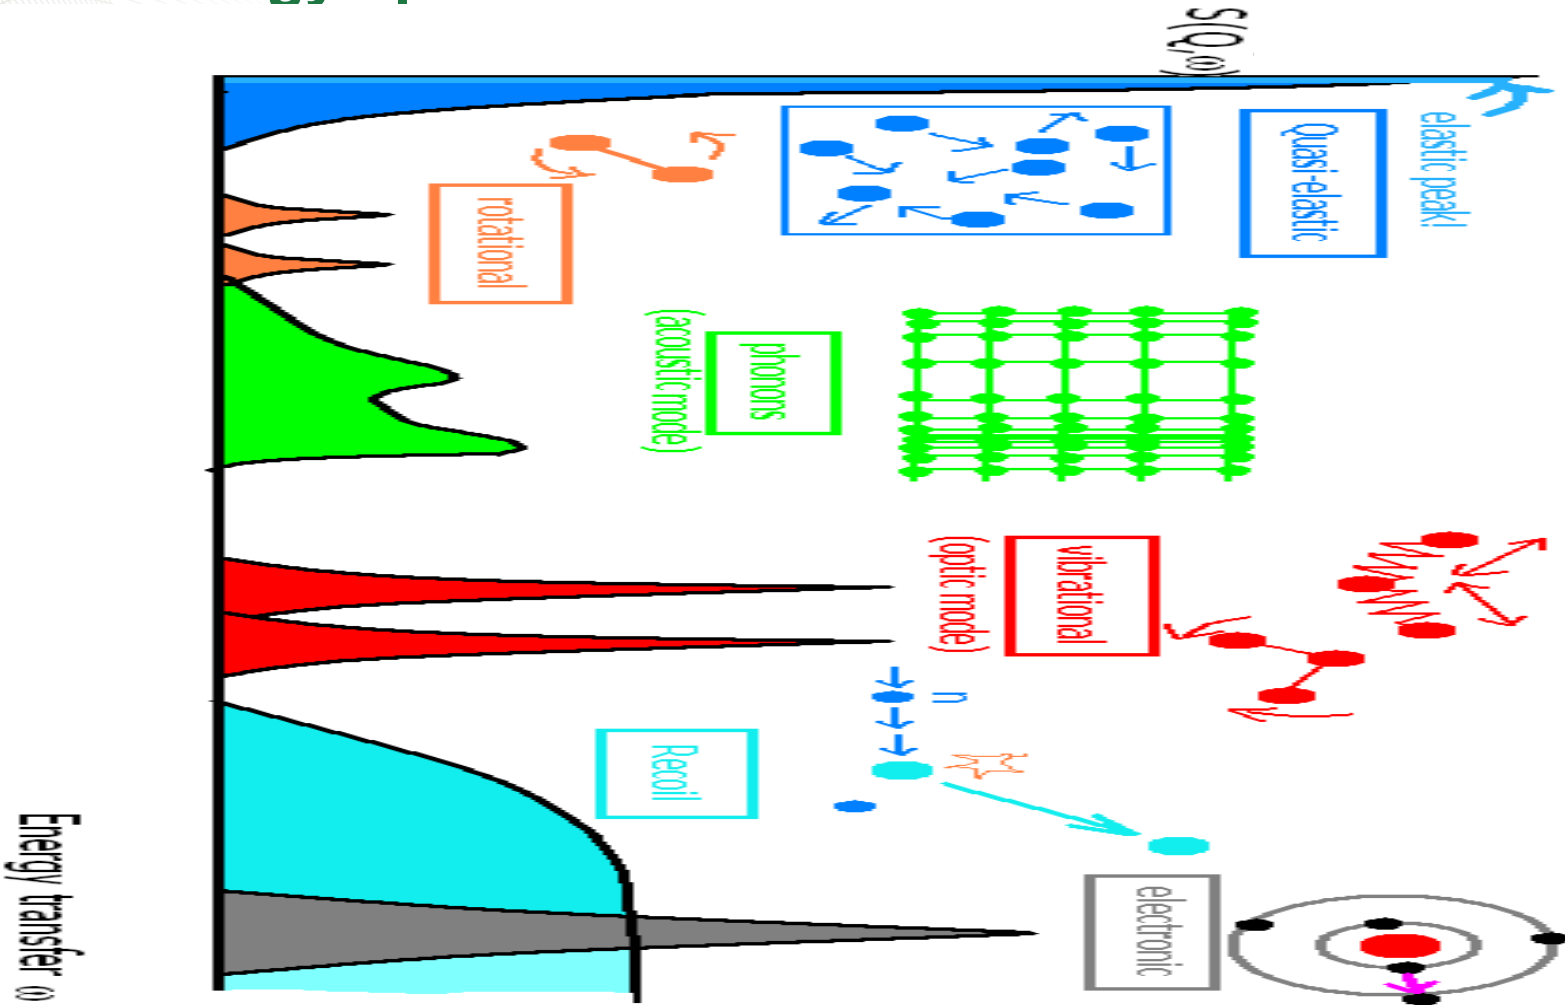 S(Q,ω)
elastic peak!
Quasi-elastic
rotational
phonons
(acoustic mode)
vibrational
(optic mode)
n
Recoil
electronic
Energy transfer ω